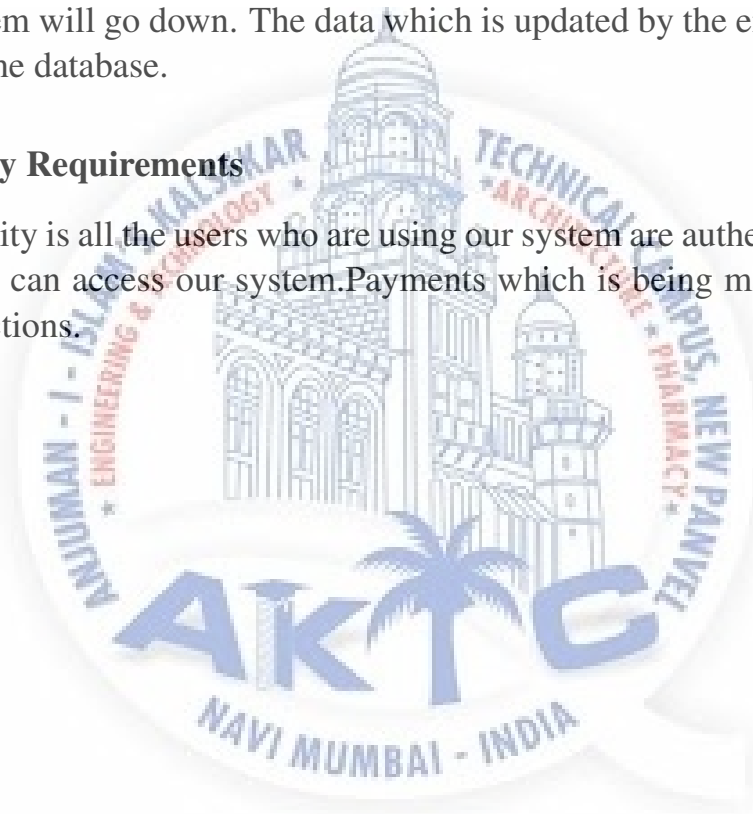 em will go down. The data which is updated by the e
ne database.
y Requirements
ity is all the users who are using our system are authe
can access our system.Payments which is being m
ctions.
ANJUMAN - I - ISLAM'S KALSEKAR TECHNICAL CAMPUS, NEW PANVEL
* ENGINEERING & TECHNOLOGY * *ARCHITECTURE * PHARMACY*
AKTC
NAVI MUMBAI - INDIA